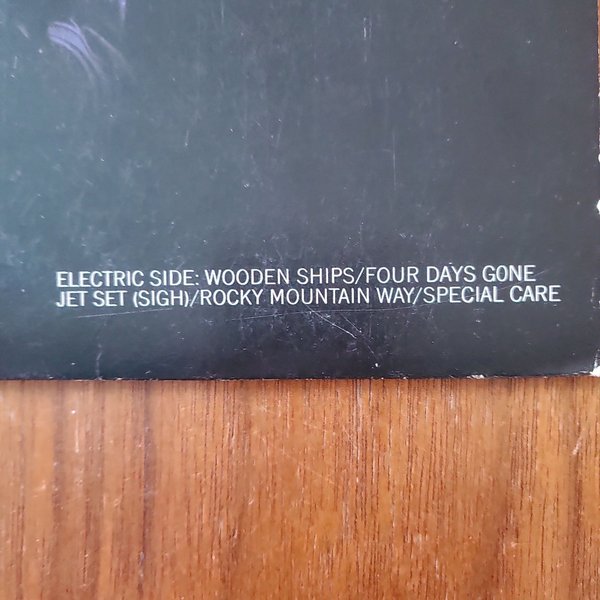 ELECTRIC SIDE: WOODEN SHIPS/FOUR DAYS GONE
JET SET (SIGH)/ROCKY MOUNTAIN WAY/SPECIAL CARE